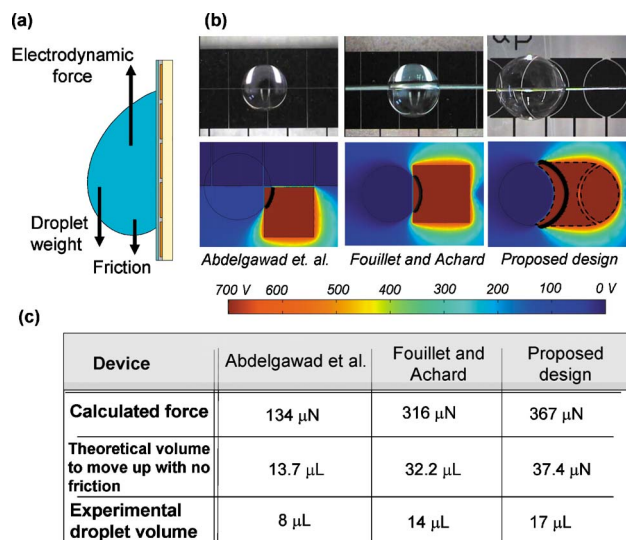 (a)
Electrodynamic
force
Droplet
weight
Friction
(b)
Abdelgawad et. al.
Fouillet and Achard
Proposed design
700 V 600 500 400 300 200 100 0 V
(c)
Device
Abdelgawad et al.
Fouillet and
Achard
Proposed
design
Calculated force
134 μN
316 μN
367 μN
Theoretical volume
to move up with no
friction
13.7 μL
32.2 μL
37.4 μN
Experimental
droplet volume
8 μL
14 μL
17 μL